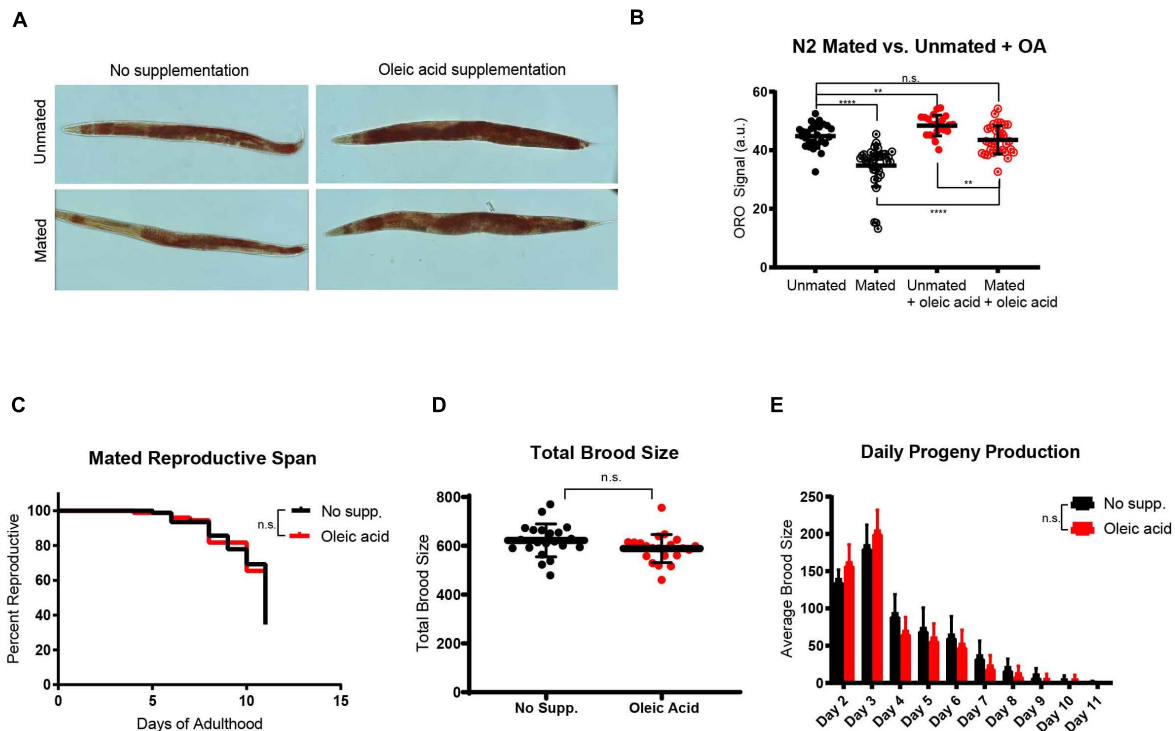 A
No supplementation
Oleic acid supplementation
Unmated
Mated
B
N2 Mated vs. Unmated + OA
n.s.
**
****
**
****
ORO Signal (a.u.)
60
40
20
0
Unmated
Mated
Unmated
+ oleic acid
Mated
+ oleic acid
C
Mated Reproductive Span
Percent Reproductive
100
80
60
40
20
0
0
5
10
15
Days of Adulthood
n.s.
No supp.
Oleic acid
D
Total Brood Size
n.s.
Total Brood Size
800
600
400
200
0
No Supp.
Oleic Acid
E
Daily Progeny Production
Average Brood Size
250
200
150
100
50
0
n.s.
No supp.
Oleic acid
Day 2
Day 3
Day 4
Day 5
Day 6
Day 7
Day 8
Day 9
Day 10
Day 11